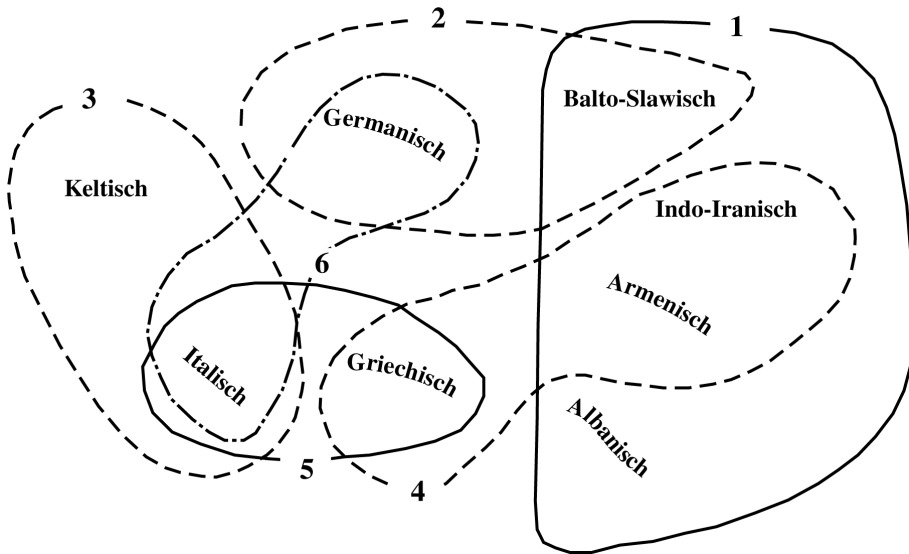 2
1
3
Balto-Slawisch
Germanisch
Keltisch
Indo-Iranisch
6
Armenisch
Italisch
Griechisch
Albanisch
5
4